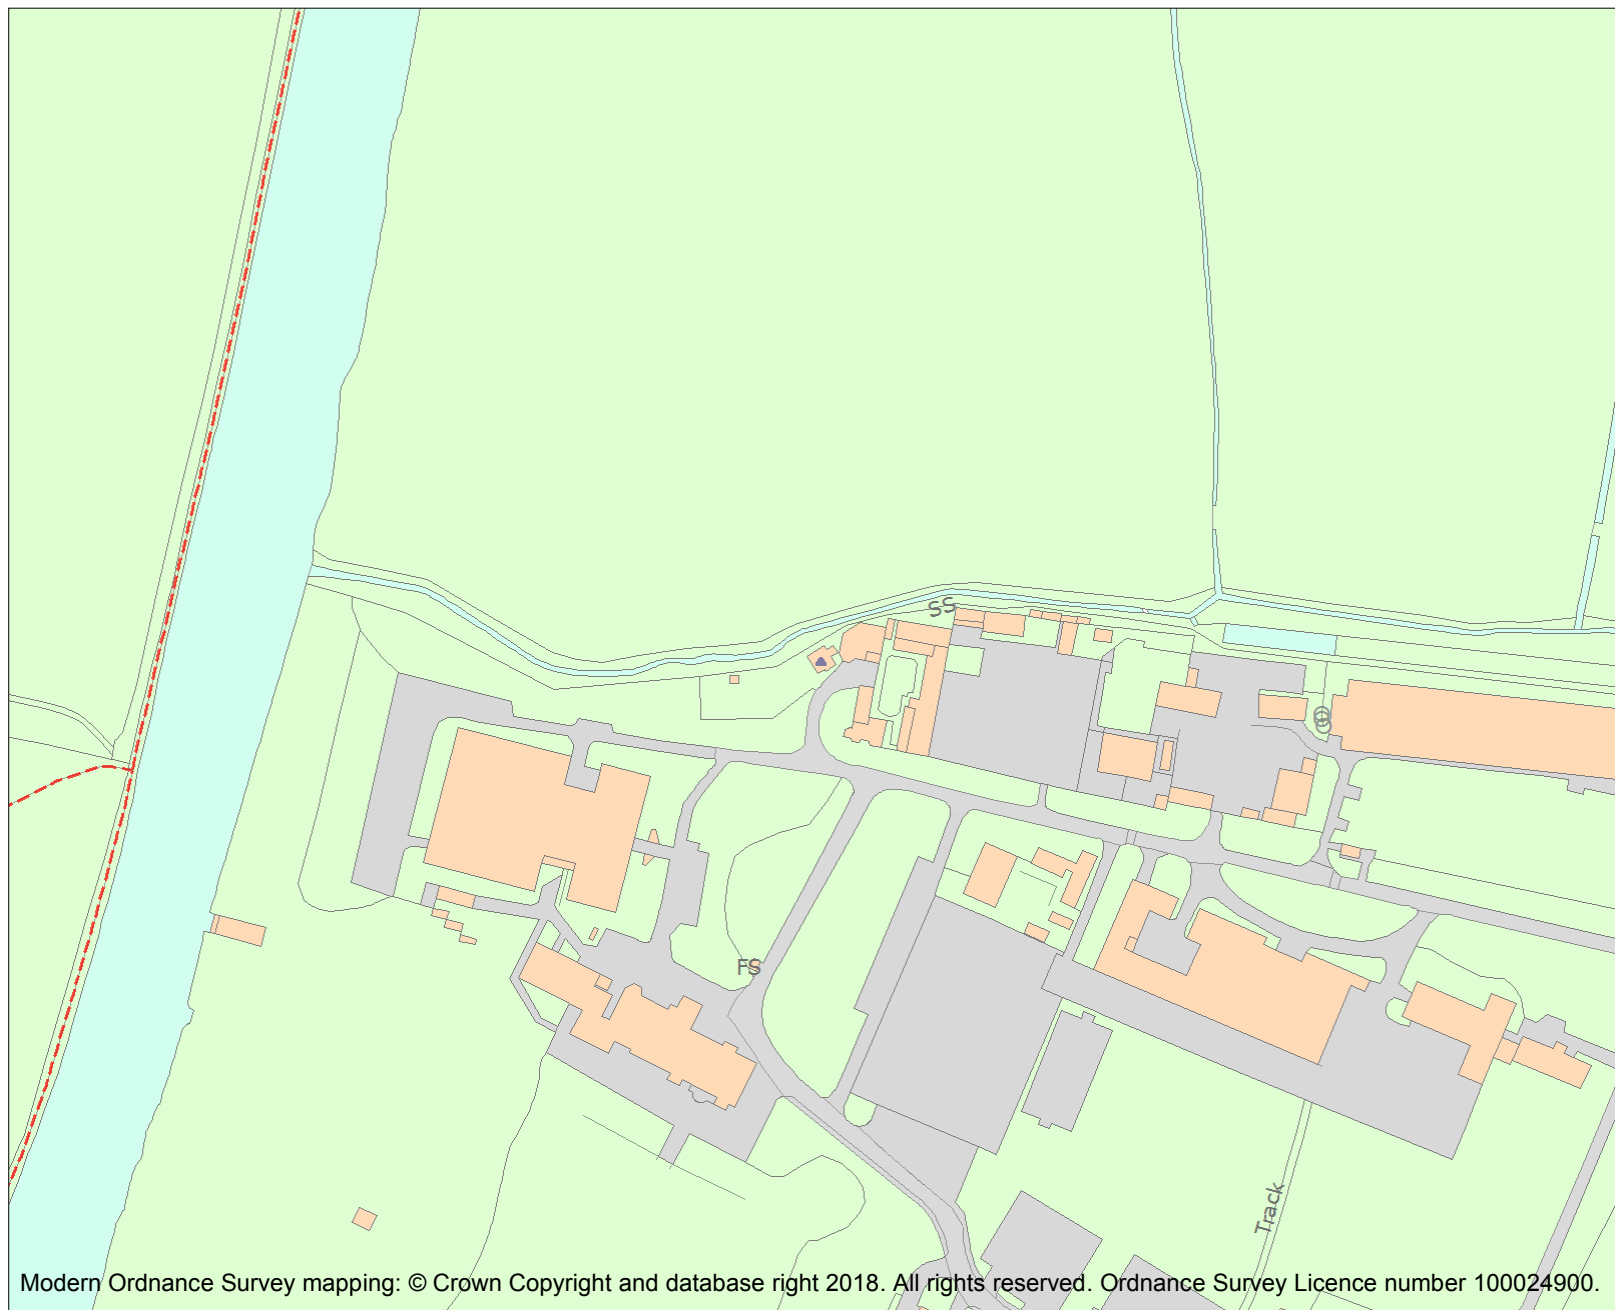 SS
FS
Track
Modern Ordnance Survey mapping: © Crown Copyright and database right 2018. All rights reserved. Ordnance Survey Licence number 100024900.